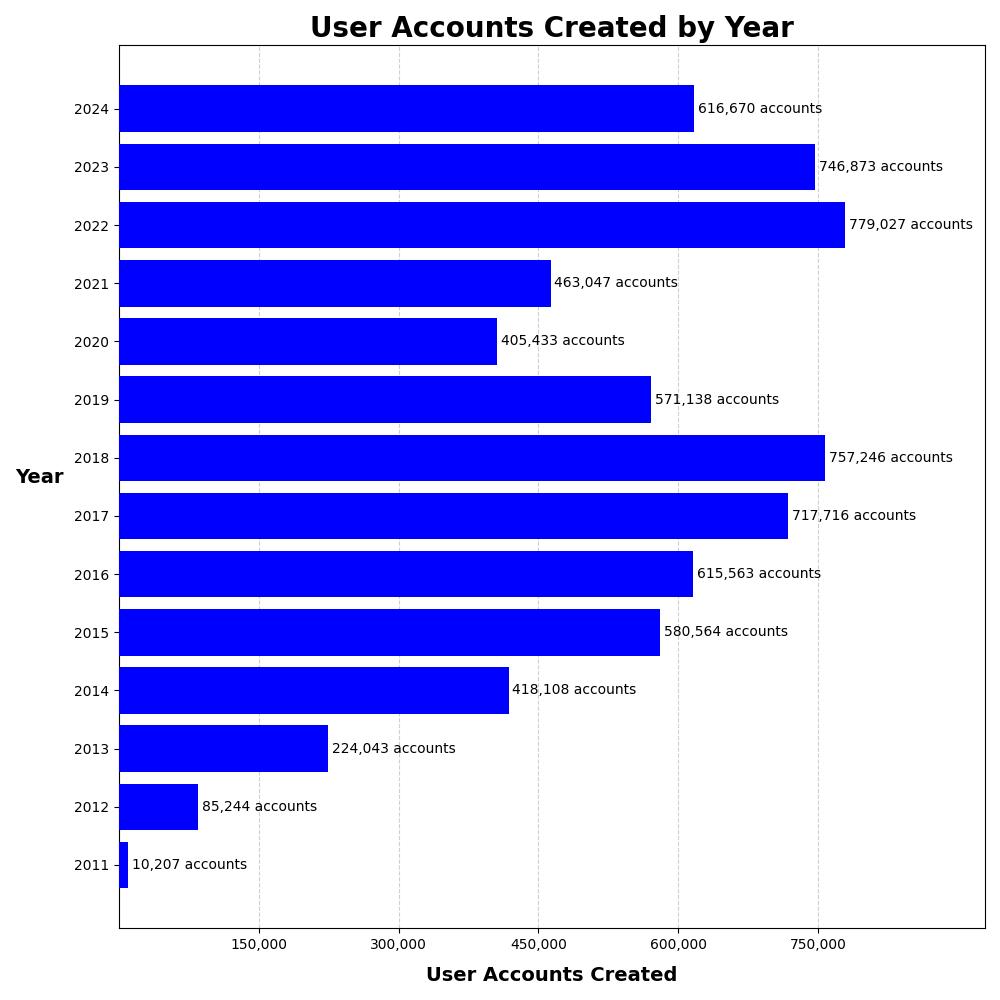 User Accounts Created by Year
2024
616,670 accounts
2023
746,873 accounts
2022
779,027 accounts
2021
463,047 accounts
2020
405,433 accounts
2019
571,138 accounts
2018
757,246 accounts
Year
2017
717,716 accounts
2016
615,563 accounts
2015
580,564 accounts
2014
418,108 accounts
2013
224,043 accounts
2012
85,244 accounts
2011
10,207 accounts
150,000
300,000
450,000
600,000
750,000
User Accounts Created